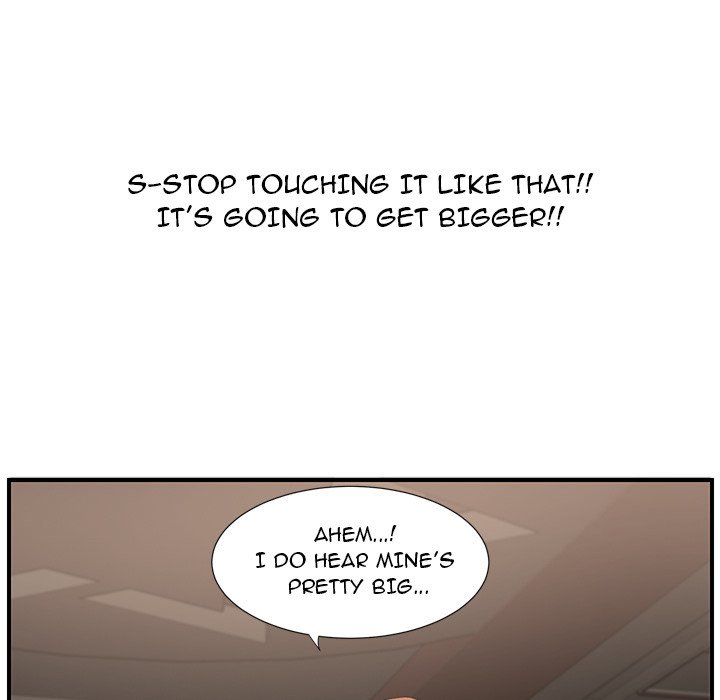 S-STOP TOUCHING IT LIKE THAT!!
IT'S GOING TO GET BIGGER!!
AHEM...!
I DO HEAR MINE'S
PRETTY BIG...